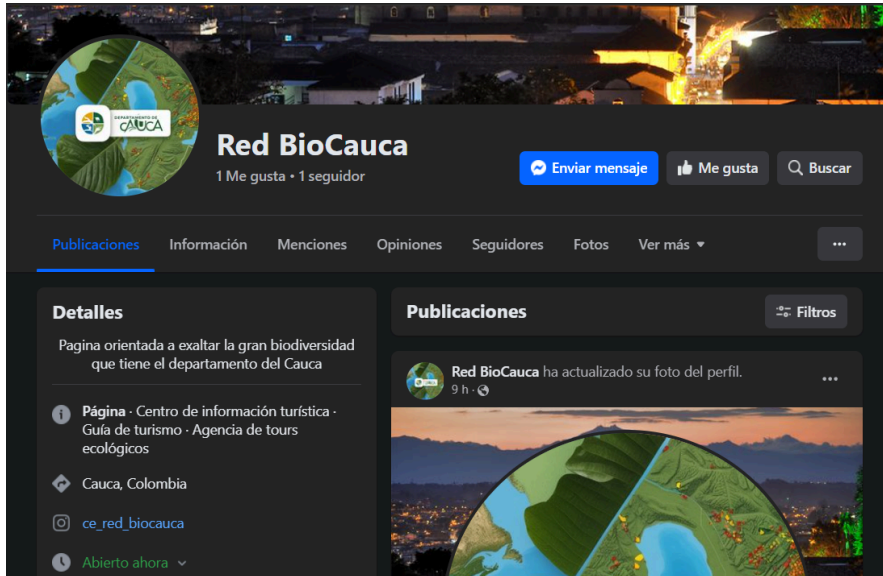 DEPARTAMENTO DE
CAUCA
Red BioCauca
1 Me gusta • 1 seguidor
Enviar mensaje
Me gusta
Buscar
Publicaciones
Información
Menciones
Opiniones
Seguidores
Fotos
Ver más
Detalles
Pagina orientada a exaltar la gran biodiversidad
que tiene el departamento del Cauca
Página · Centro de información turística ·
Guía de turismo · Agencia de tours
ecológicos
Cauca, Colombia
ce_red_biocauca
Abierto ahora
Publicaciones
Filtros
Red BioCauca ha actualizado su foto del perfil.
9 h ·